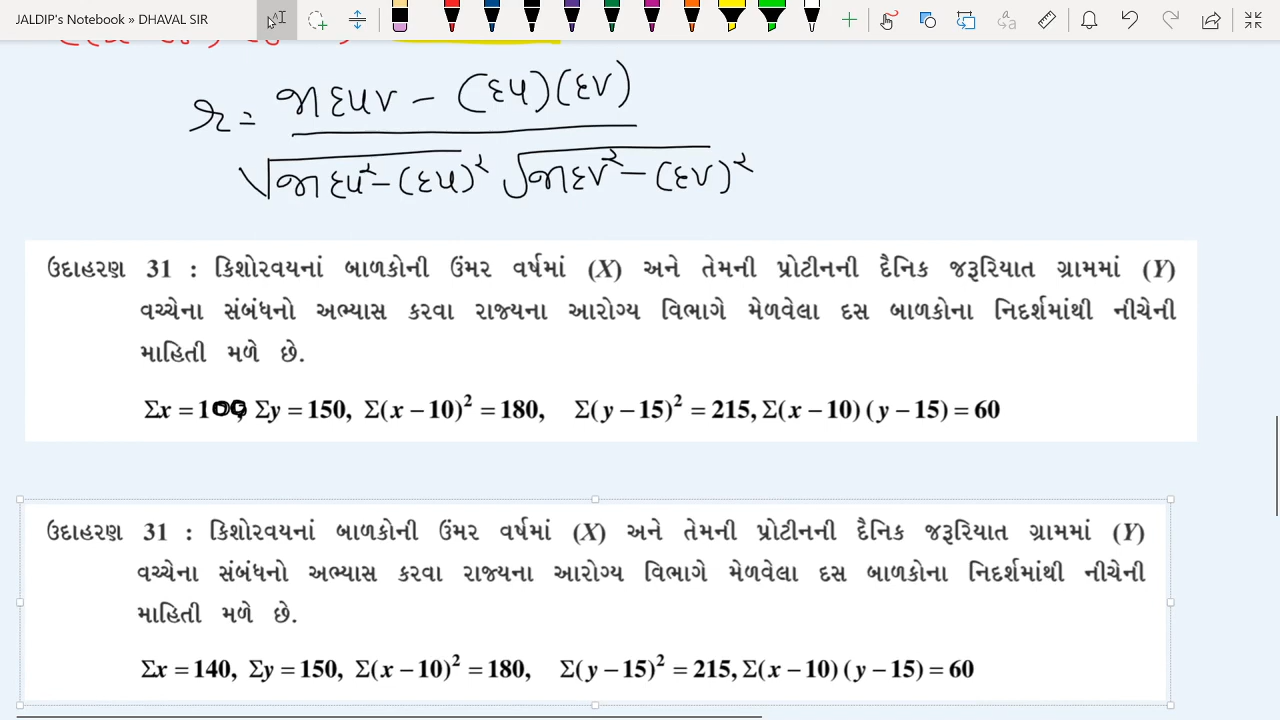 JALDIP's Notebook » DHAVAL SIR
r = nΣuv - (Σu)(Σv)
√nΣu² - (Σu)² √nΣv² - (Σv)²
ઉદાહરણ 31 : કિશોરવયનાં બાળકોની ઉંમર વર્ષમાં (X) અને તેમની પ્રોટીનની દૈનિક જરૂરિયાત ગ્રામમાં (Y)
વચ્ચેના સંબંધનો અભ્યાસ કરવા રાજ્યના આરોગ્ય વિભાગે મેળવેલા દસ બાળકોના નિદર્શમાંથી નીચેની
માહિતી મળે છે.
Σx = 100, Σy = 150, Σ(x – 10)² = 180, Σ(y – 15)² = 215, Σ(x – 10)(y – 15) = 60
ઉદાહરણ 31 : કિશોરવયનાં બાળકોની ઉંમર વર્ષમાં (X) અને તેમની પ્રોટીનની દૈનિક જરૂરિયાત ગ્રામમાં (Y)
વચ્ચેના સંબંધનો અભ્યાસ કરવા રાજ્યના આરોગ્ય વિભાગે મેળવેલા દસ બાળકોના નિદર્શમાંથી નીચેની
માહિતી મળે છે.
Σx = 140, Σy = 150, Σ(x – 10)² = 180, Σ(y – 15)² = 215, Σ(x – 10)(y – 15) = 60